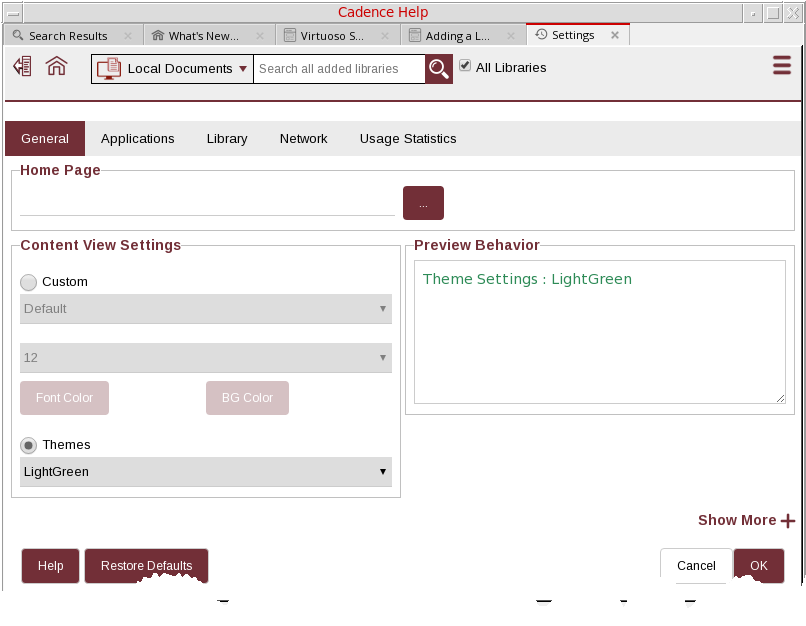 Cadence Help
Search Results
What's New...
Virtuoso S...
Adding a L...
Settings
Local Documents
Search all added libraries
All Libraries
General
Applications
Library
Network
Usage Statistics
Home Page
...
Content View Settings
Custom
Default
12
Font Color
BG Color
Themes
LightGreen
Preview Behavior
Theme Settings : LightGreen
Show More
Help
Restore Defaults
Cancel
OK